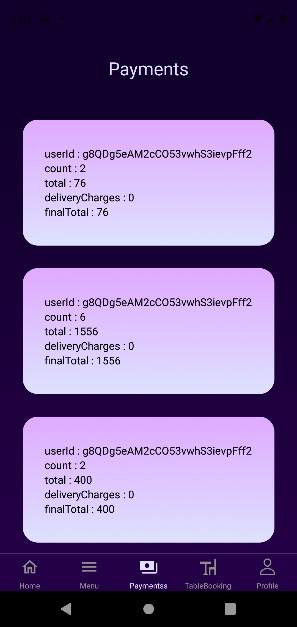 Payments
userId : g8QDg5eAM2cCO53vwhS3ievpFff2
count : 2
total : 76
deliveryCharges : 0
finalTotal : 76
userId : g8QDg5eAM2cCO53vwhS3ievpFff2
count : 6
total : 1556
deliveryCharges : 0
finalTotal : 1556
userId : g8QDg5eAM2cCO53vwhS3ievpFff2
count : 2
total : 400
deliveryCharges : 0
finalTotal : 400
Home
Menu
Paymentss
TableBooking
Profile